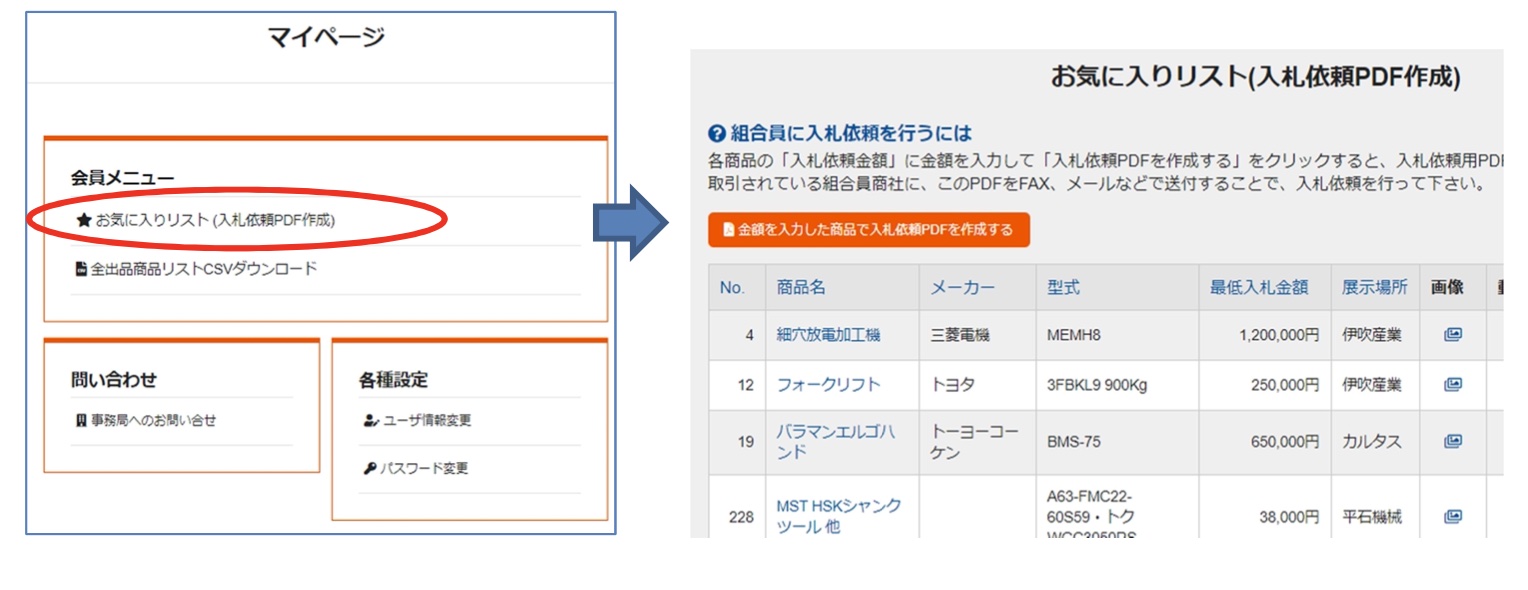 マイページ
会員メニュー
お気に入りリスト (入札依頼PDF作成)
全出品商品リストCSVダウンロード
問い合わせ
事務局へのお問い合せ
各種設定
ユーザ情報変更
パスワード変更
お気に入りリスト(入札依頼PDF作成)
組合員に入札依頼を行うには
各商品の「入札依頼金額」に金額を入力して「入札依頼PDFを作成する」をクリックすると、入札依頼用PDF
取引されている組合員商社に、このPDFをFAX、メールなどで送付することで、入札依頼を行って下さい。
金額を入力した商品で入札依頼PDFを作成する
No. 商品名 メーカー 型式 最低入札金額 展示場所 画像
4 細穴放電加工機 三菱電機 MEMH8 1,200,000円 伊吹産業
12 フォークリフト トヨタ 3FBKL9 900Kg 250,000円 伊吹産業
19 バラマンエルゴハ
ンド トーヨーコー
ケン BMS-75 650,000円 カルタス
228 MST HSKシャンク
ツール 他 A63-FMC22-
60S59・トク
WGC3050RS 38,000円 平石機械